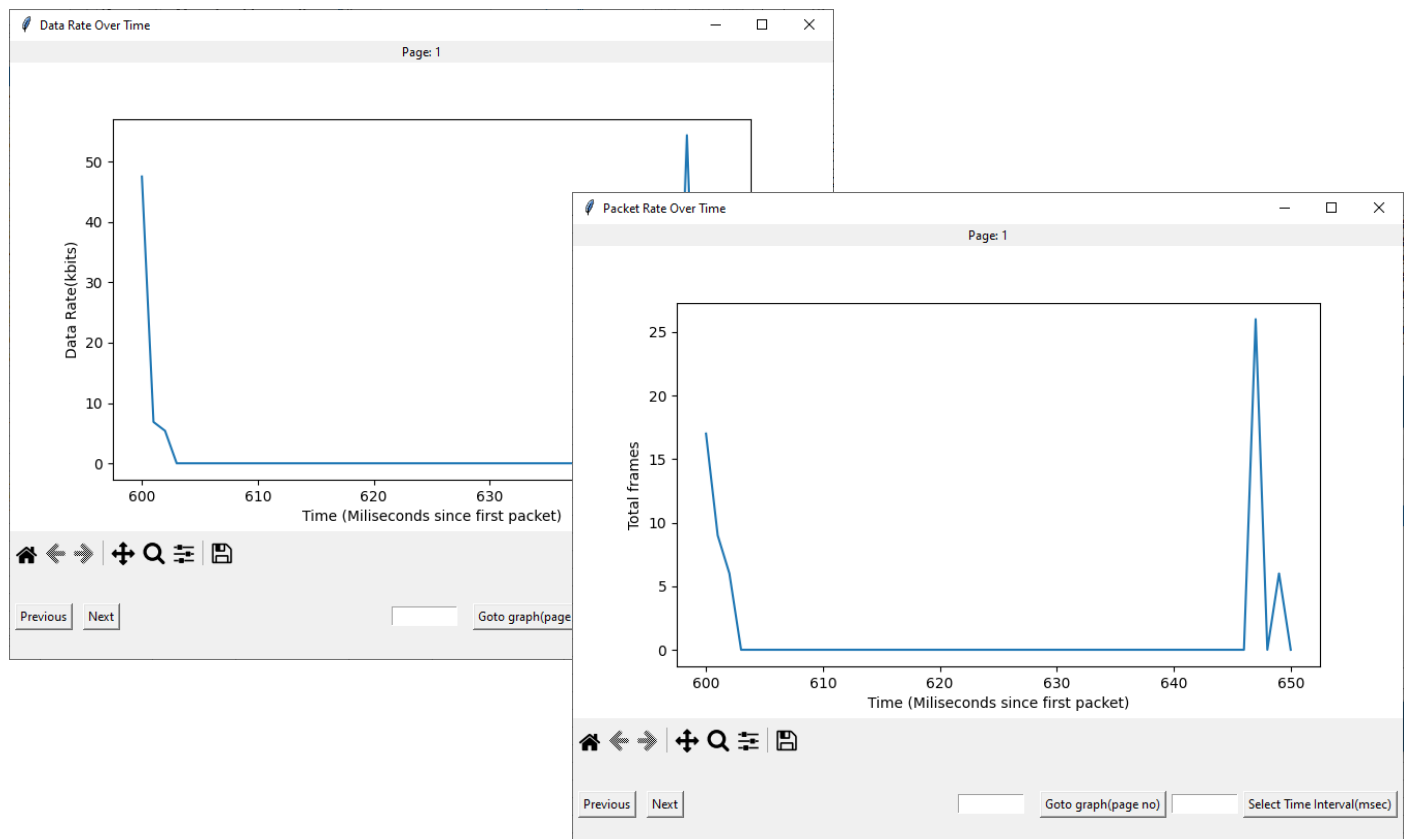 Data Rate Over Time
Page: 1
50
40
30
20
10
0
Data Rate(kbits)
600 610 620 630
Time (Miliseconds since first packet)
Previous Next Goto graph(page
Packet Rate Over Time
Page: 1
25
20
15
10
5
0
Total frames
600 610 620 630 640 650
Time (Miliseconds since first packet)
Previous Next Goto graph(page no) Select Time Interval(msec)